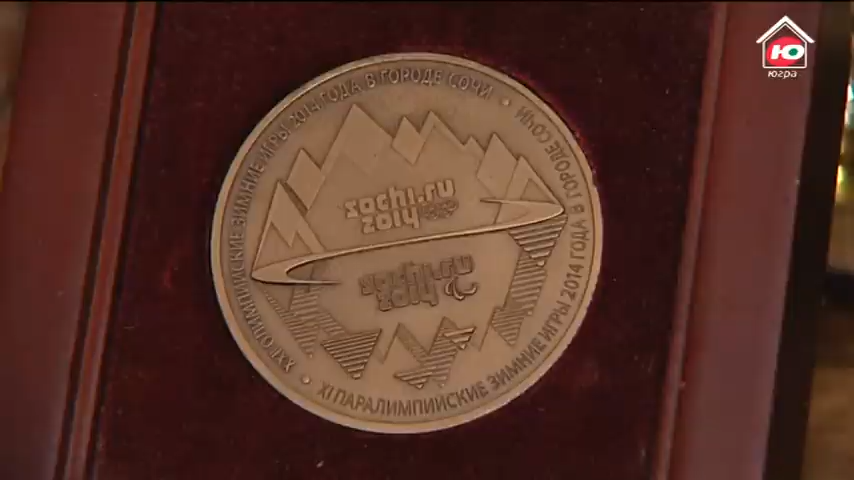 XXI ОЛИМПИЙСКИЕ ЗИМНИЕ ИГРЫ 2014 ГОДА В ГОРОДЕ СОЧИ
sochi.ru
2014
sochi.ru
2014
XI ПАРАЛИМПИЙСКИЕ ЗИМНИЕ ИГРЫ 2014 ГОДА В ГОРОДЕ СОЧИ
Ю
югра